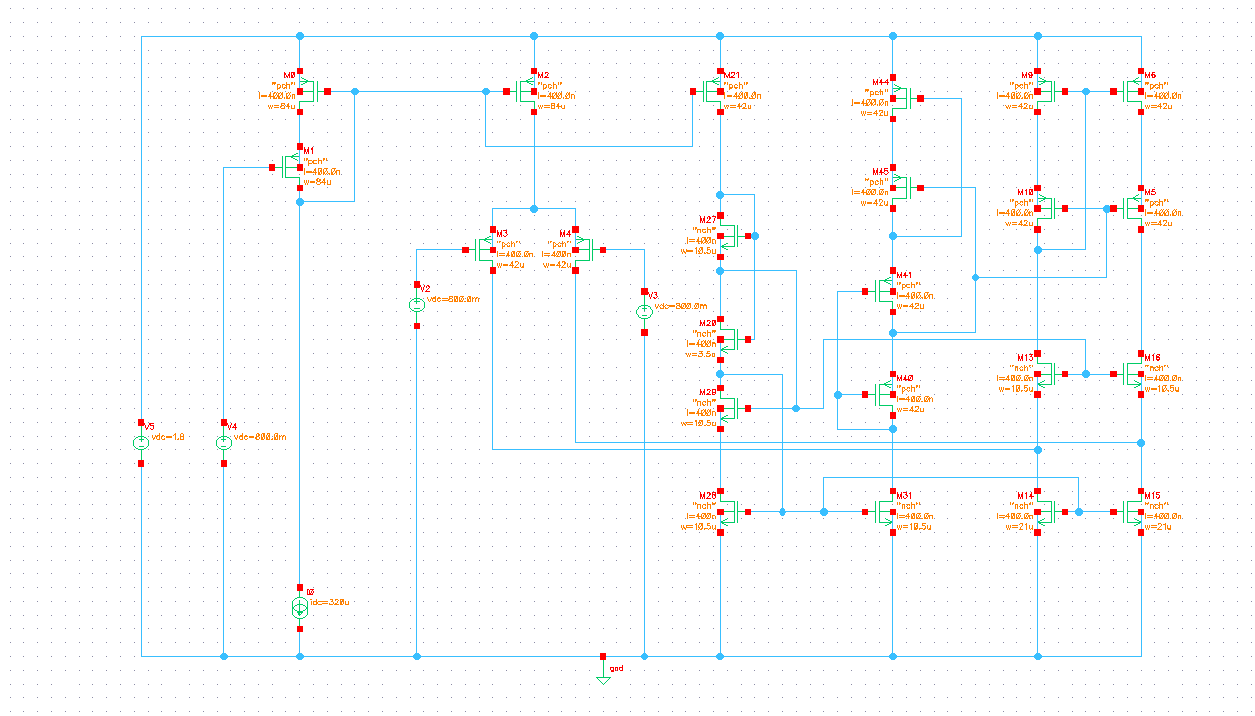 M0
"pch"
l=400.0n
w=84u
M2
"pch"
l=400.0n
w=84u
M21
"pch"
l=400.0n
w=42u
M44
"pch"
l=400.0n
w=42u
M9
"pch"
l=400.0n
w=42u
M6
"pch"
l=400.0n
w=42u
M1
"pch"
l=400.0n
w=84u
M45
"pch"
l=400.0n
w=42u
M10
"pch"
l=400.0n
w=42u
M5
"pch"
l=400.0n
w=42u
M3
"pch"
l=400.0n
w=42u
M4
"pch"
l=400n
w=42u
M27
"nch"
l=400n
w=10.5u
V2
vdc=800.0m
V3
vdc=800.0m
M41
"pch"
l=400.0n
w=42u
"nch"
l=400n
w=3.5u
M13
"nch"
l=400.0n
w=10.5u
M16
"nch"
l=400.0n
w=10.5u
"nch"
l=400n
w=10.5u
M40
"pch"
l=400.0n
w=42u
V5
vdc=1.8
V4
vdc=800.0m
"nch"
l=400n
w=10.5u
M31
"nch"
l=400.0n
w=10.5u
M14
"nch"
l=400.0n
w=21u
M15
"nch"
l=400.0n
w=21u
I0
idc=320u
gnd